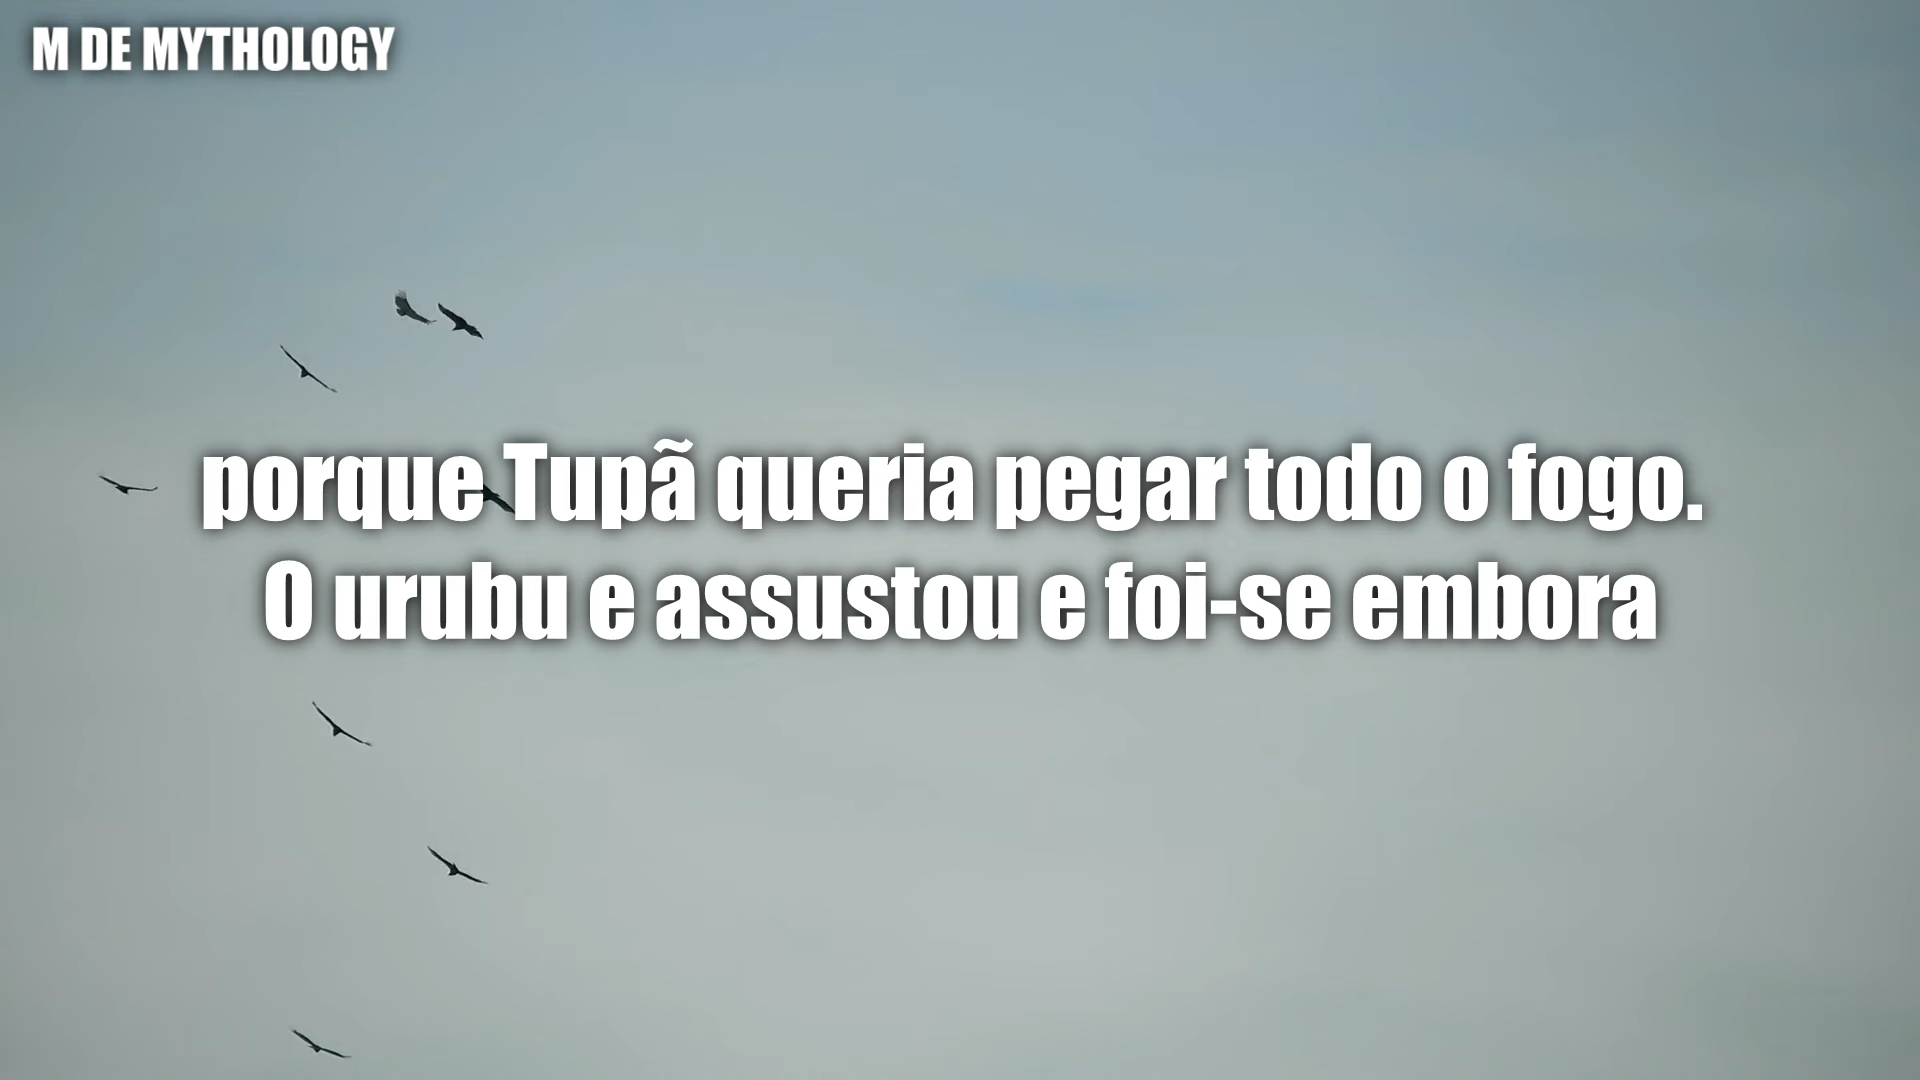 M DE MYTHOLOGY
porque Tupã queria pegar todo o fogo.
O urubu e assustou e foi-se embora